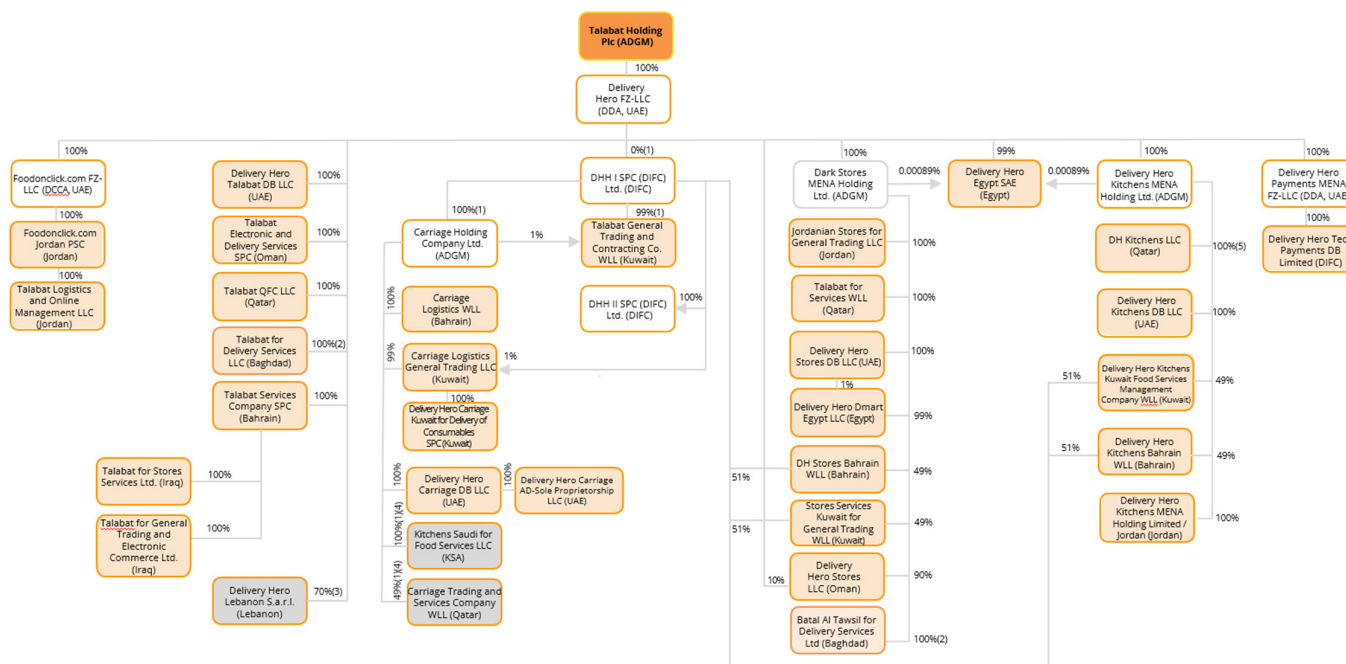 Talabat Holding
Plc (ADGM)
100%
Delivery
Hero FZ-LLC
(DDA, UAE)
100%
Foodonclick.com FZ-
LLC (DCCA, UAE)
100%
Foodonclick.com
Jordan PSC
(Jordan)
100%
Talabat Logistics
and Online
Management LLC
(Jordan)
Delivery Hero
Talabat DB LLC
(UAE)
100%
Talabat
Electronic and
Delivery Services
SPC (Oman)
100%
Talabat QFC LLC
(Qatar)
100%
Talabat for
Delivery Services
LLC (Baghdad)
100%(2)
Talabat Services
Company SPC
(Bahrain)
100%
Talabat for Stores
Services Ltd. (Iraq)
100%
Talabat for General
Trading and
Electronic
Commerce Ltd.
(Iraq)
100%
Delivery Hero
Lebanon S.a.r.l.
(Lebanon)
70%(3)
0%(1)
DHH I SPC (DIFC)
Ltd. (DIFC)
100%(1)
Carriage Holding
Company Ltd.
(ADGM)
1%
99%(1)
Talabat General
Trading and
Contracting Co.
WLL (Kuwait)
DHH II SPC (DIFC)
Ltd. (DIFC)
100%
100%
Carriage
Logistics WLL
(Bahrain)
99%
Carriage Logistics
General Trading LLC
(Kuwait)
1%
100%
Delivery Hero Carriage
Kuwait for Delivery of
Consumables
SPC (Kuwait)
100%
Delivery Hero
Carriage DB LLC
(UAE)
100%
Delivery Hero Carriage
AD-Sole Proprietorship
LLC (UAE)
100%(1)(4)
Kitchens Saudi for
Food Services LLC
(KSA)
49%(1)(4)
Carriage Trading and
Services Company
WLL (Qatar)
100%
Dark Stores
MENA Holding
Ltd. (ADGM)
0.00089%
99%
Delivery Hero
Egypt SAE
(Egypt)
0.00089%
Jordanian Stores for
General Trading LLC
(Jordan)
100%
Talabat for
Services WLL
(Qatar)
100%
Delivery Hero
Stores DB LLC (UAE)
100%
1%
Delivery Hero Dmart
Egypt LLC (Egypt)
99%
51%
DH Stores Bahrain
WLL (Bahrain)
49%
51%
Stores Services
Kuwait for
General Trading
WLL (Kuwait)
49%
10%
Delivery
Hero Stores
LLC (Oman)
90%
Batal Al Tawsil for
Delivery Services
Ltd (Baghdad)
100%(2)
100%
Delivery Hero
Kitchens MENA
Holding Ltd. (ADGM)
DH Kitchens LLC
(Qatar)
100%(5)
Delivery Hero
Kitchens DB LLC
(UAE)
100%
51%
Delivery Hero Kitchens
Kuwait Food Services
Management
Company WLL (Kuwait)
49%
51%
Delivery Hero
Kitchens Bahrain
WLL (Bahrain)
49%
Delivery Hero
Kitchens MENA
Holding Limited /
Jordan (Jordan)
100%
100%
Delivery Hero
Payments MENA
FZ-LLC (DDA, UAE
100%
Delivery Hero Tec
Payments DB
Limited (DIFC)